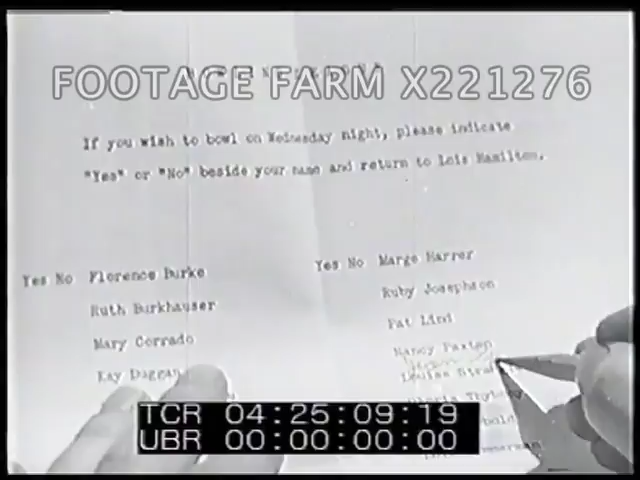 FOOTAGE FARM X221276
If you wish to bowl on Wednesday night, please indicate
"Yes" or "No" beside your name and return to Lois Hamilton.
Yes No Florence Burke
Ruth Burkhauser
Mary Corrado
Kay Duggan
Yes No Marge Harrer
Ruby Josephson
Pat Lind
Nancy Paxton
Louise
TCR 04:25:09:19
UBR 00:00:00:00